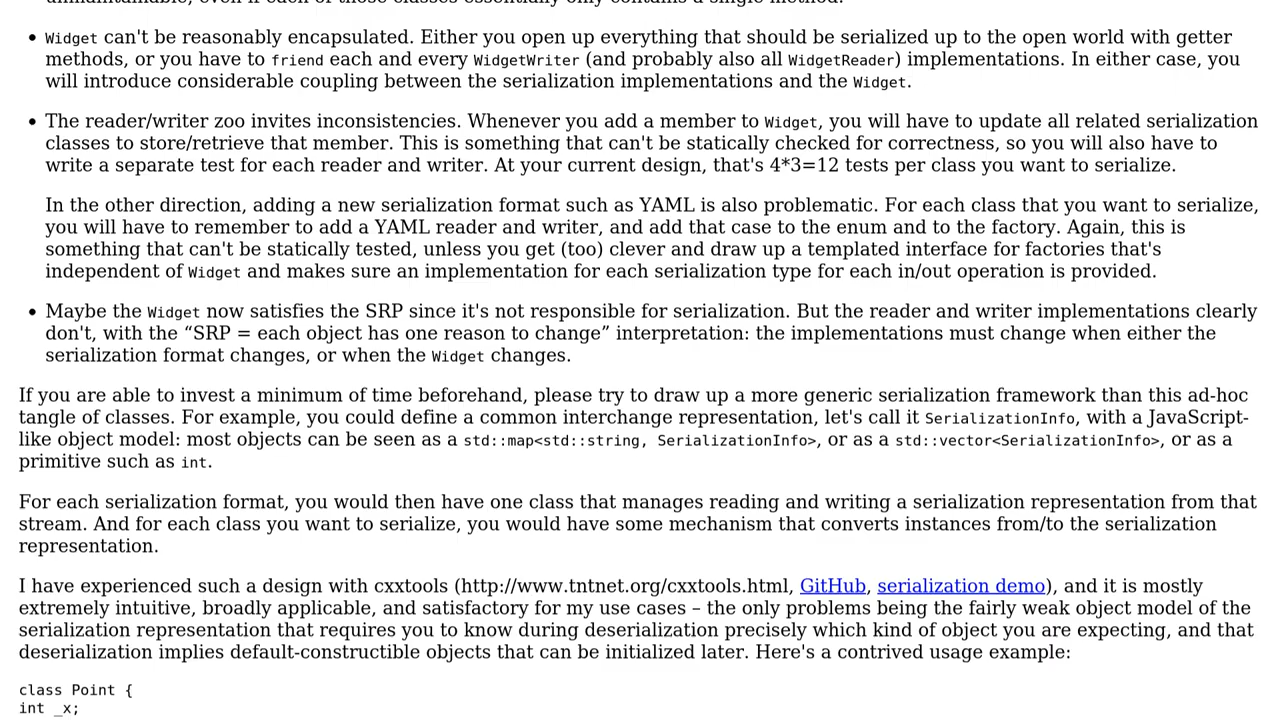 unmaintainable, even if each of those classes essentially only contains a single method.
• Widget can't be reasonably encapsulated. Either you open up everything that should be serialized up to the open world with getter
methods, or you have to friend each and every WidgetWriter (and probably also all WidgetReader) implementations. In either case, you
will introduce considerable coupling between the serialization implementations and the Widget.
• The reader/writer zoo invites inconsistencies. Whenever you add a member to Widget, you will have to update all related serialization
classes to store/retrieve that member. This is something that can't be statically checked for correctness, so you will also have to
write a separate test for each reader and writer. At your current design, that's 4*3=12 tests per class you want to serialize.
In the other direction, adding a new serialization format such as YAML is also problematic. For each class that you want to serialize,
you will have to remember to add a YAML reader and writer, and add that case to the enum and to the factory. Again, this is
something that can't be statically tested, unless you get (too) clever and draw up a templated interface for factories that's
independent of Widget and makes sure an implementation for each serialization type for each in/out operation is provided.
• Maybe the Widget now satisfies the SRP since it's not responsible for serialization. But the reader and writer implementations clearly
don't, with the “SRP = each object has one reason to change” interpretation: the implementations must change when either the
serialization format changes, or when the Widget changes.
If you are able to invest a minimum of time beforehand, please try to draw up a more generic serialization framework than this ad-hoc
tangle of classes. For example, you could define a common interchange representation, let's call it SerializationInfo, with a JavaScript-
like object model: most objects can be seen as a std::map<std::string, SerializationInfo>, or as a std::vector<SerializationInfo>, or as a
primitive such as int.
For each serialization format, you would then have one class that manages reading and writing a serialization representation from that
stream. And for each class you want to serialize, you would have some mechanism that converts instances from/to the serialization
representation.
I have experienced such a design with cxxtools (http://www.tntnet.org/cxxtools.html, GitHub, serialization demo), and it is mostly
extremely intuitive, broadly applicable, and satisfactory for my use cases – the only problems being the fairly weak object model of the
serialization representation that requires you to know during deserialization precisely which kind of object you are expecting, and that
deserialization implies default-constructible objects that can be initialized later. Here's a contrived usage example:
class Point {
int _x;